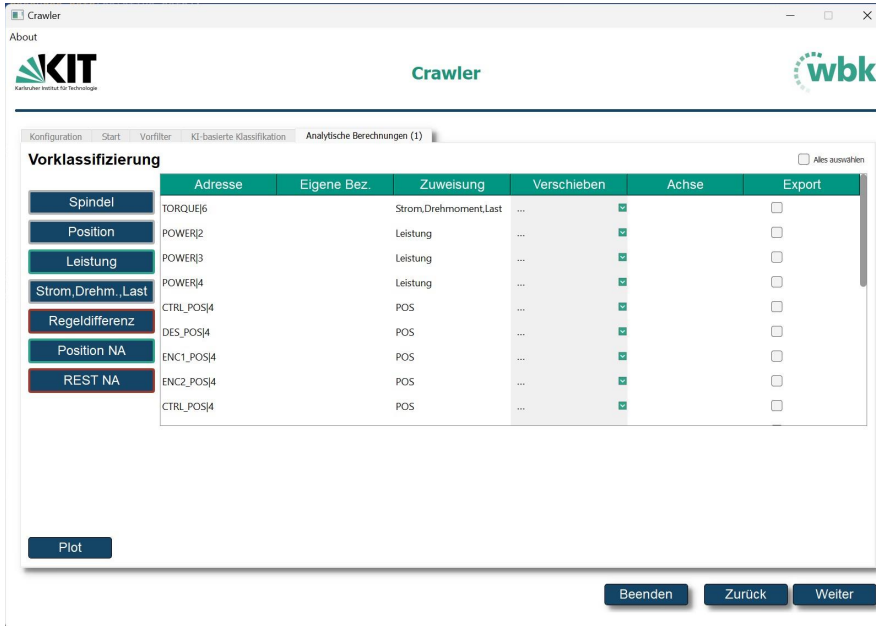 Crawler
About
KIT
Karlsruher Institut für Technologie
Crawler
wbk
Konfiguration Start Vorfilter KI-basierte Klassifikation Analytische Berechnungen (1)
Vorklassifizierung
Alles auswählen
Adresse Eigene Bez. Zuweisung Verschieben Achse Export
Spindel
Position
Leistung
Strom,Drehm.,Last
Regeldifferenz
Position NA
REST NA
TORQUE|6 Strom,Drehmoment,Last ...
POWER|2 Leistung ...
POWER|3 Leistung ...
POWER|4 Leistung ...
CTRL_POS|4 POS ...
DES_POS|4 POS ...
ENC1_POS|4 POS ...
ENC2_POS|4 POS ...
CTRL_POS|4 POS ...
Plot
Beenden Zurück Weiter